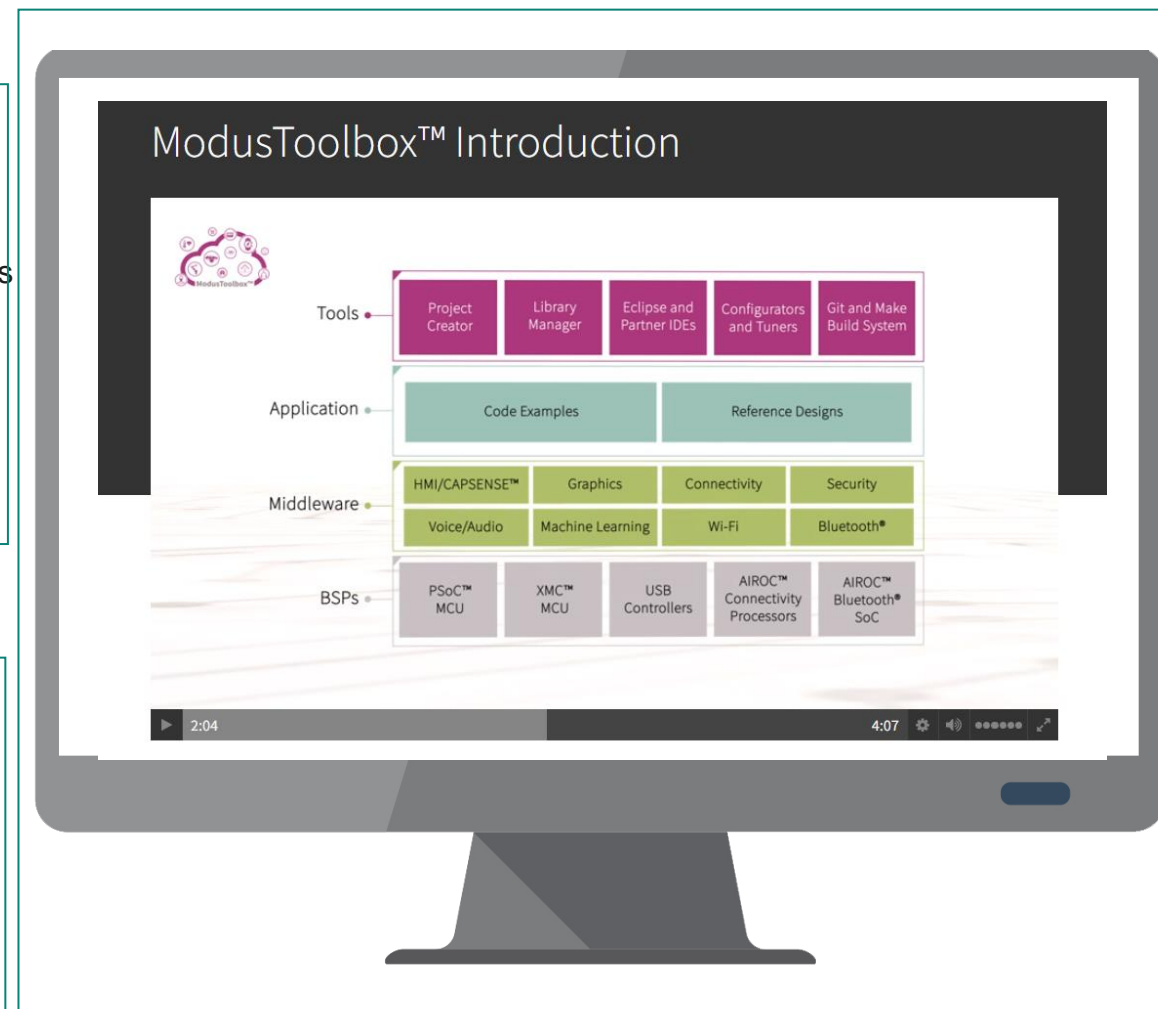 s
ModusToolbox™ Introduction
ModusToolbox™
Tools
Project
Creator
Library
Manager
Eclipse and
Partner IDEs
Configurators
and Tuners
Git and Make
Build System
Application
Code Examples
Reference Designs
Middleware
HMI/CAPSENSE™
Graphics
Connectivity
Security
Voice/Audio
Machine Learning
Wi-Fi
Bluetooth®
BSPs
PSoC™
MCU
XMC™
MCU
USB
Controllers
AIROC™
Connectivity
Processors
AIROC™
Bluetooth®
SoC
2:04
4:07